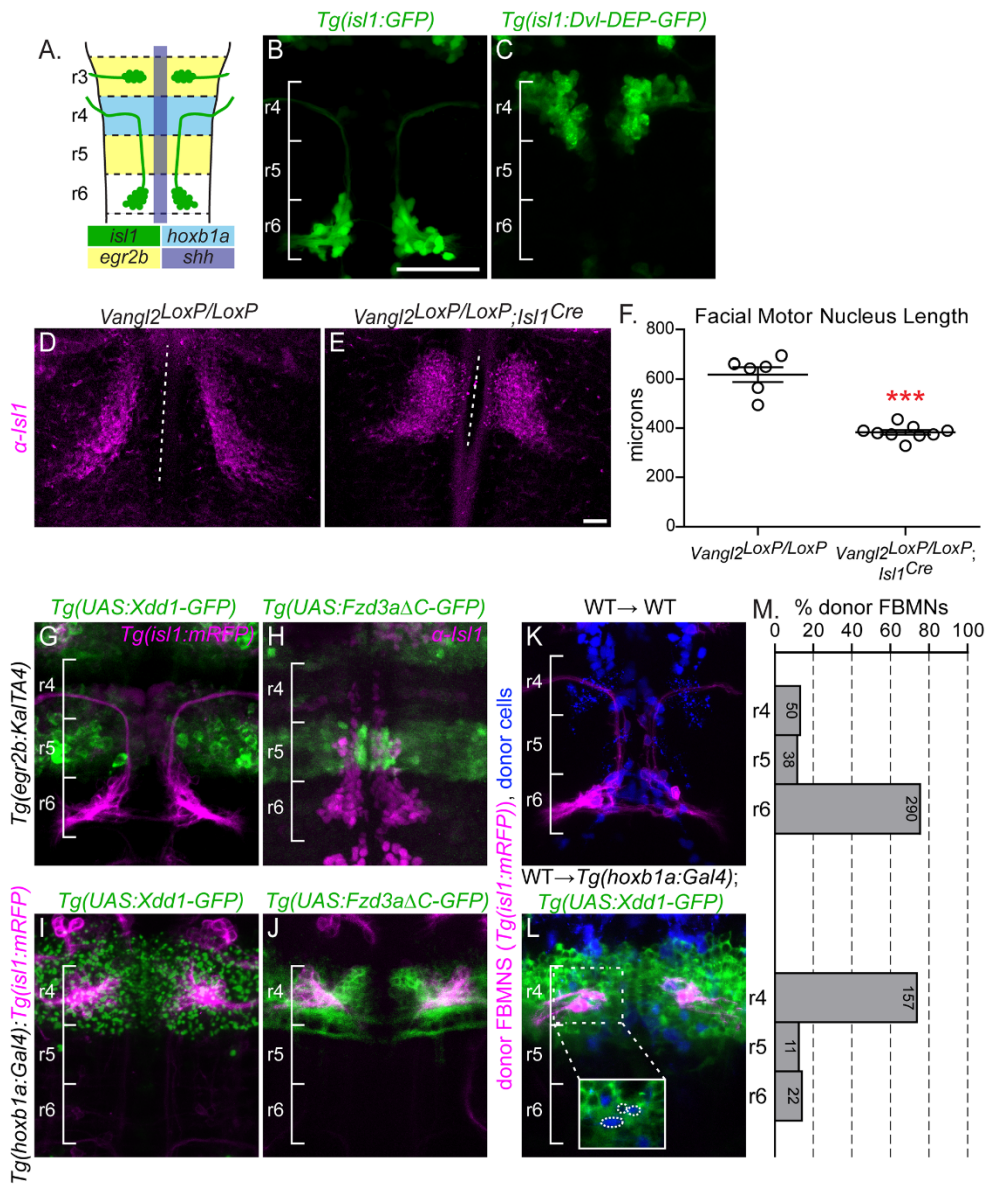 A.
r3
r4
r5
r6
isl1
hoxb1a
egr2b
shh
Tg(isl1:GFP)
B
r4
r5
r6
Tg(isl1:Dvl-DEP-GFP)
C
r4
r5
r6
α-Isl1
Vangl2LoxP/LoxP
D
Vangl2LoxP/LoxP;Isl1Cre
E
F.
Facial Motor Nucleus Length
microns
800
600
400
200
0
***
Vangl2LoxP/LoxP
Vangl2LoxP/LoxP;
Isl1Cre
Tg(egr2b:KalTA4)
Tg(UAS:Xdd1-GFP)
G
Tg(isl1:mRFP)
r4
r5
r6
Tg(UAS:Fzd3aΔC-GFP)
H
α-Isl1
r4
r5
r6
Tg(hoxb1a:Gal4);Tg(isl1:mRFP)
Tg(UAS:Xdd1-GFP)
I
r4
r5
r6
Tg(UAS:Fzd3aΔC-GFP)
J
r4
r5
r6
donor FBMNS (Tg(isl1:mRFP)), donor cells
WT→ WT
K
r4
r5
r6
WT→Tg(hoxb1a:Gal4);
Tg(UAS:Xdd1-GFP)
L
r4
r5
r6
M.
% donor FBMNs
0 20 40 60 80 100
r4
50
r5
38
r6
290
r4
157
r5
11
r6
22